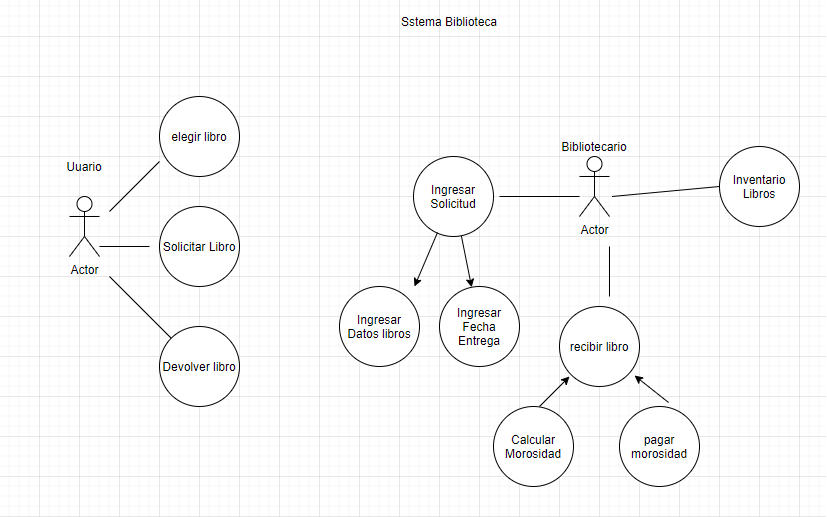 Sstema Biblioteca
elegir libro
Uuario
Actor
Solicitar Libro
Devolver libro
Bibliotecario
Actor
Ingresar
Solicitud
Inventario
Libros
Ingresar
Datos libros
Ingresar
Fecha
Entrega
recibir libro
Calcular
Morosidad
pagar
morosidad